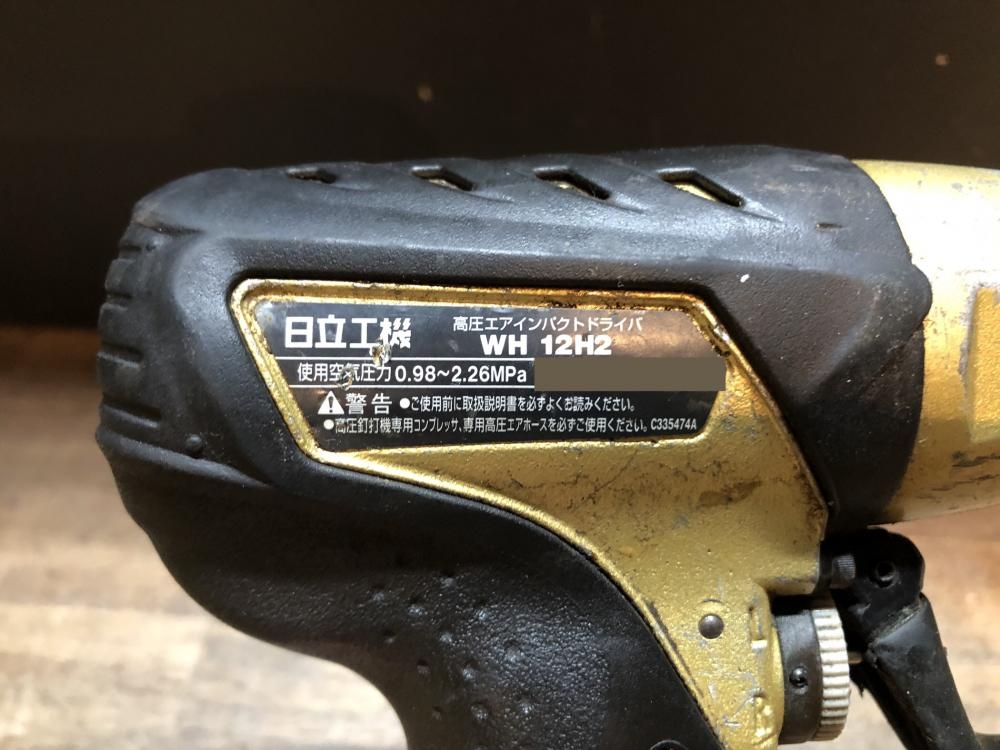 日立工機 高圧エアインパクトドライバ
WH 12H2
使用空気圧力 0.98~2.26MPa
警告 ●ご使用前に取扱説明書を必ずよくお読みください。
●高圧釘打機専用コンプレッサ、専用高圧エアホースを必ずご使用ください。 C335474A